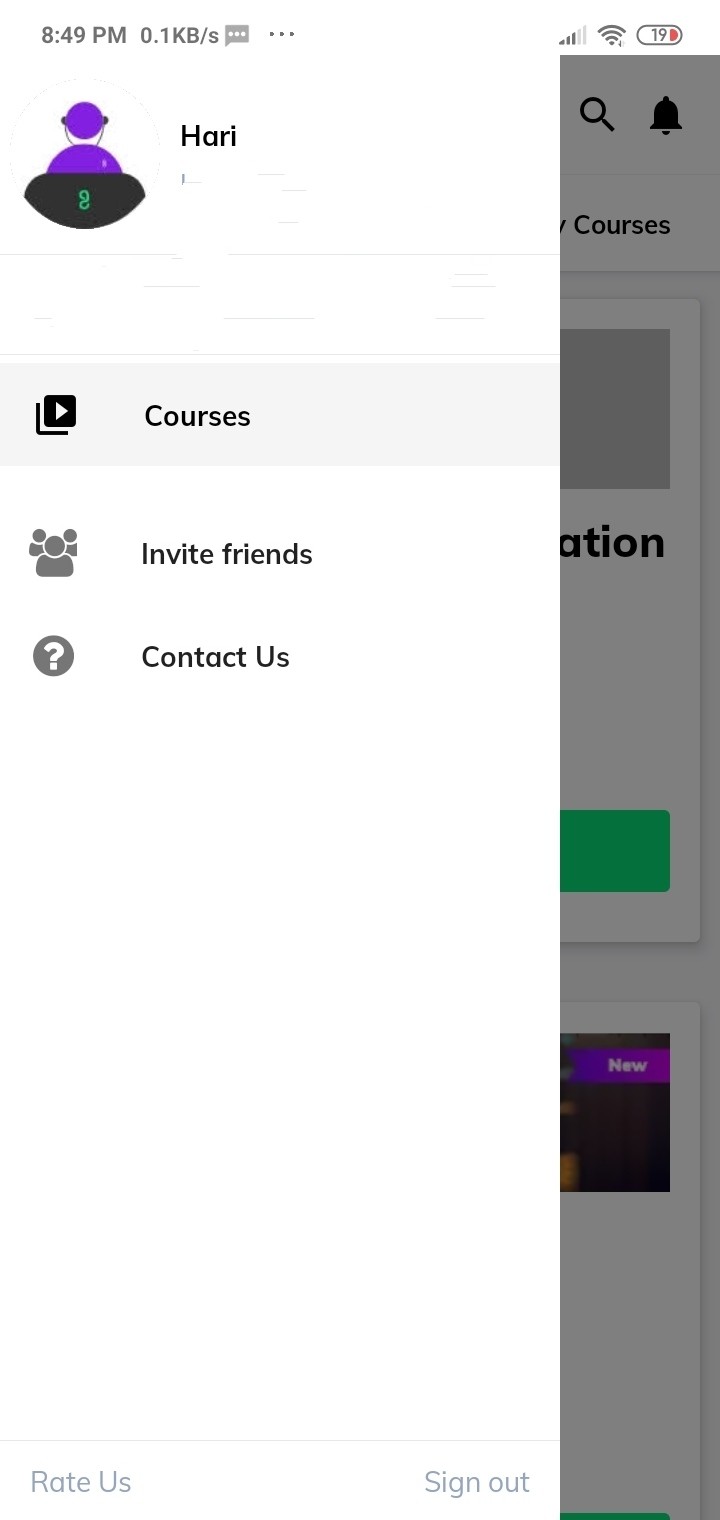 8:49 PM 0.1KB/s ... 19
Hari
y Courses
Courses
ation
Invite friends
Contact Us
New
Rate Us
Sign out